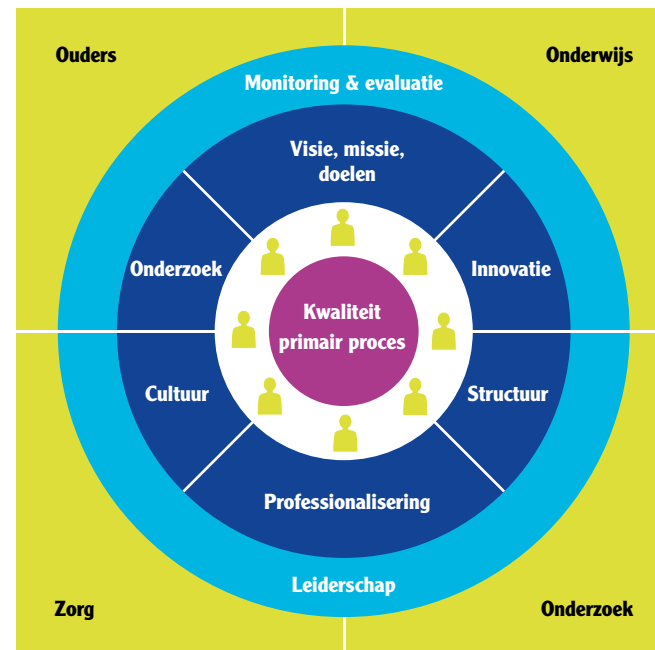 Ouders
Onderwijs
Monitoring & evaluatie
Visie, missie,
doelen
Onderzoek
Innovatie
Kwaliteit
primair proces
Cultuur
Structuur
Professionalisering
Leiderschap
Zorg
Onderzoek